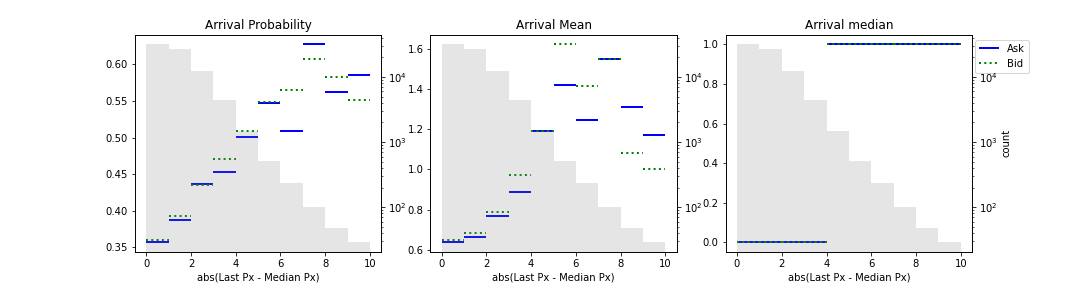 Arrival Probability
0.60
0.55
0.50
0.45
0.40
0.35
10⁴
10³
10²
0 2 4 6 8 10
abs(Last Px - Median Px)
Arrival Mean
1.6
1.4
1.2
1.0
0.8
0.6
10⁴
10³
10²
0 2 4 6 8 10
abs(Last Px - Median Px)
Arrival median
1.0
0.8
0.6
0.4
0.2
0.0
10⁴
10³
10²
count
0 2 4 6 8 10
abs(Last Px - Median Px)
Ask
Bid